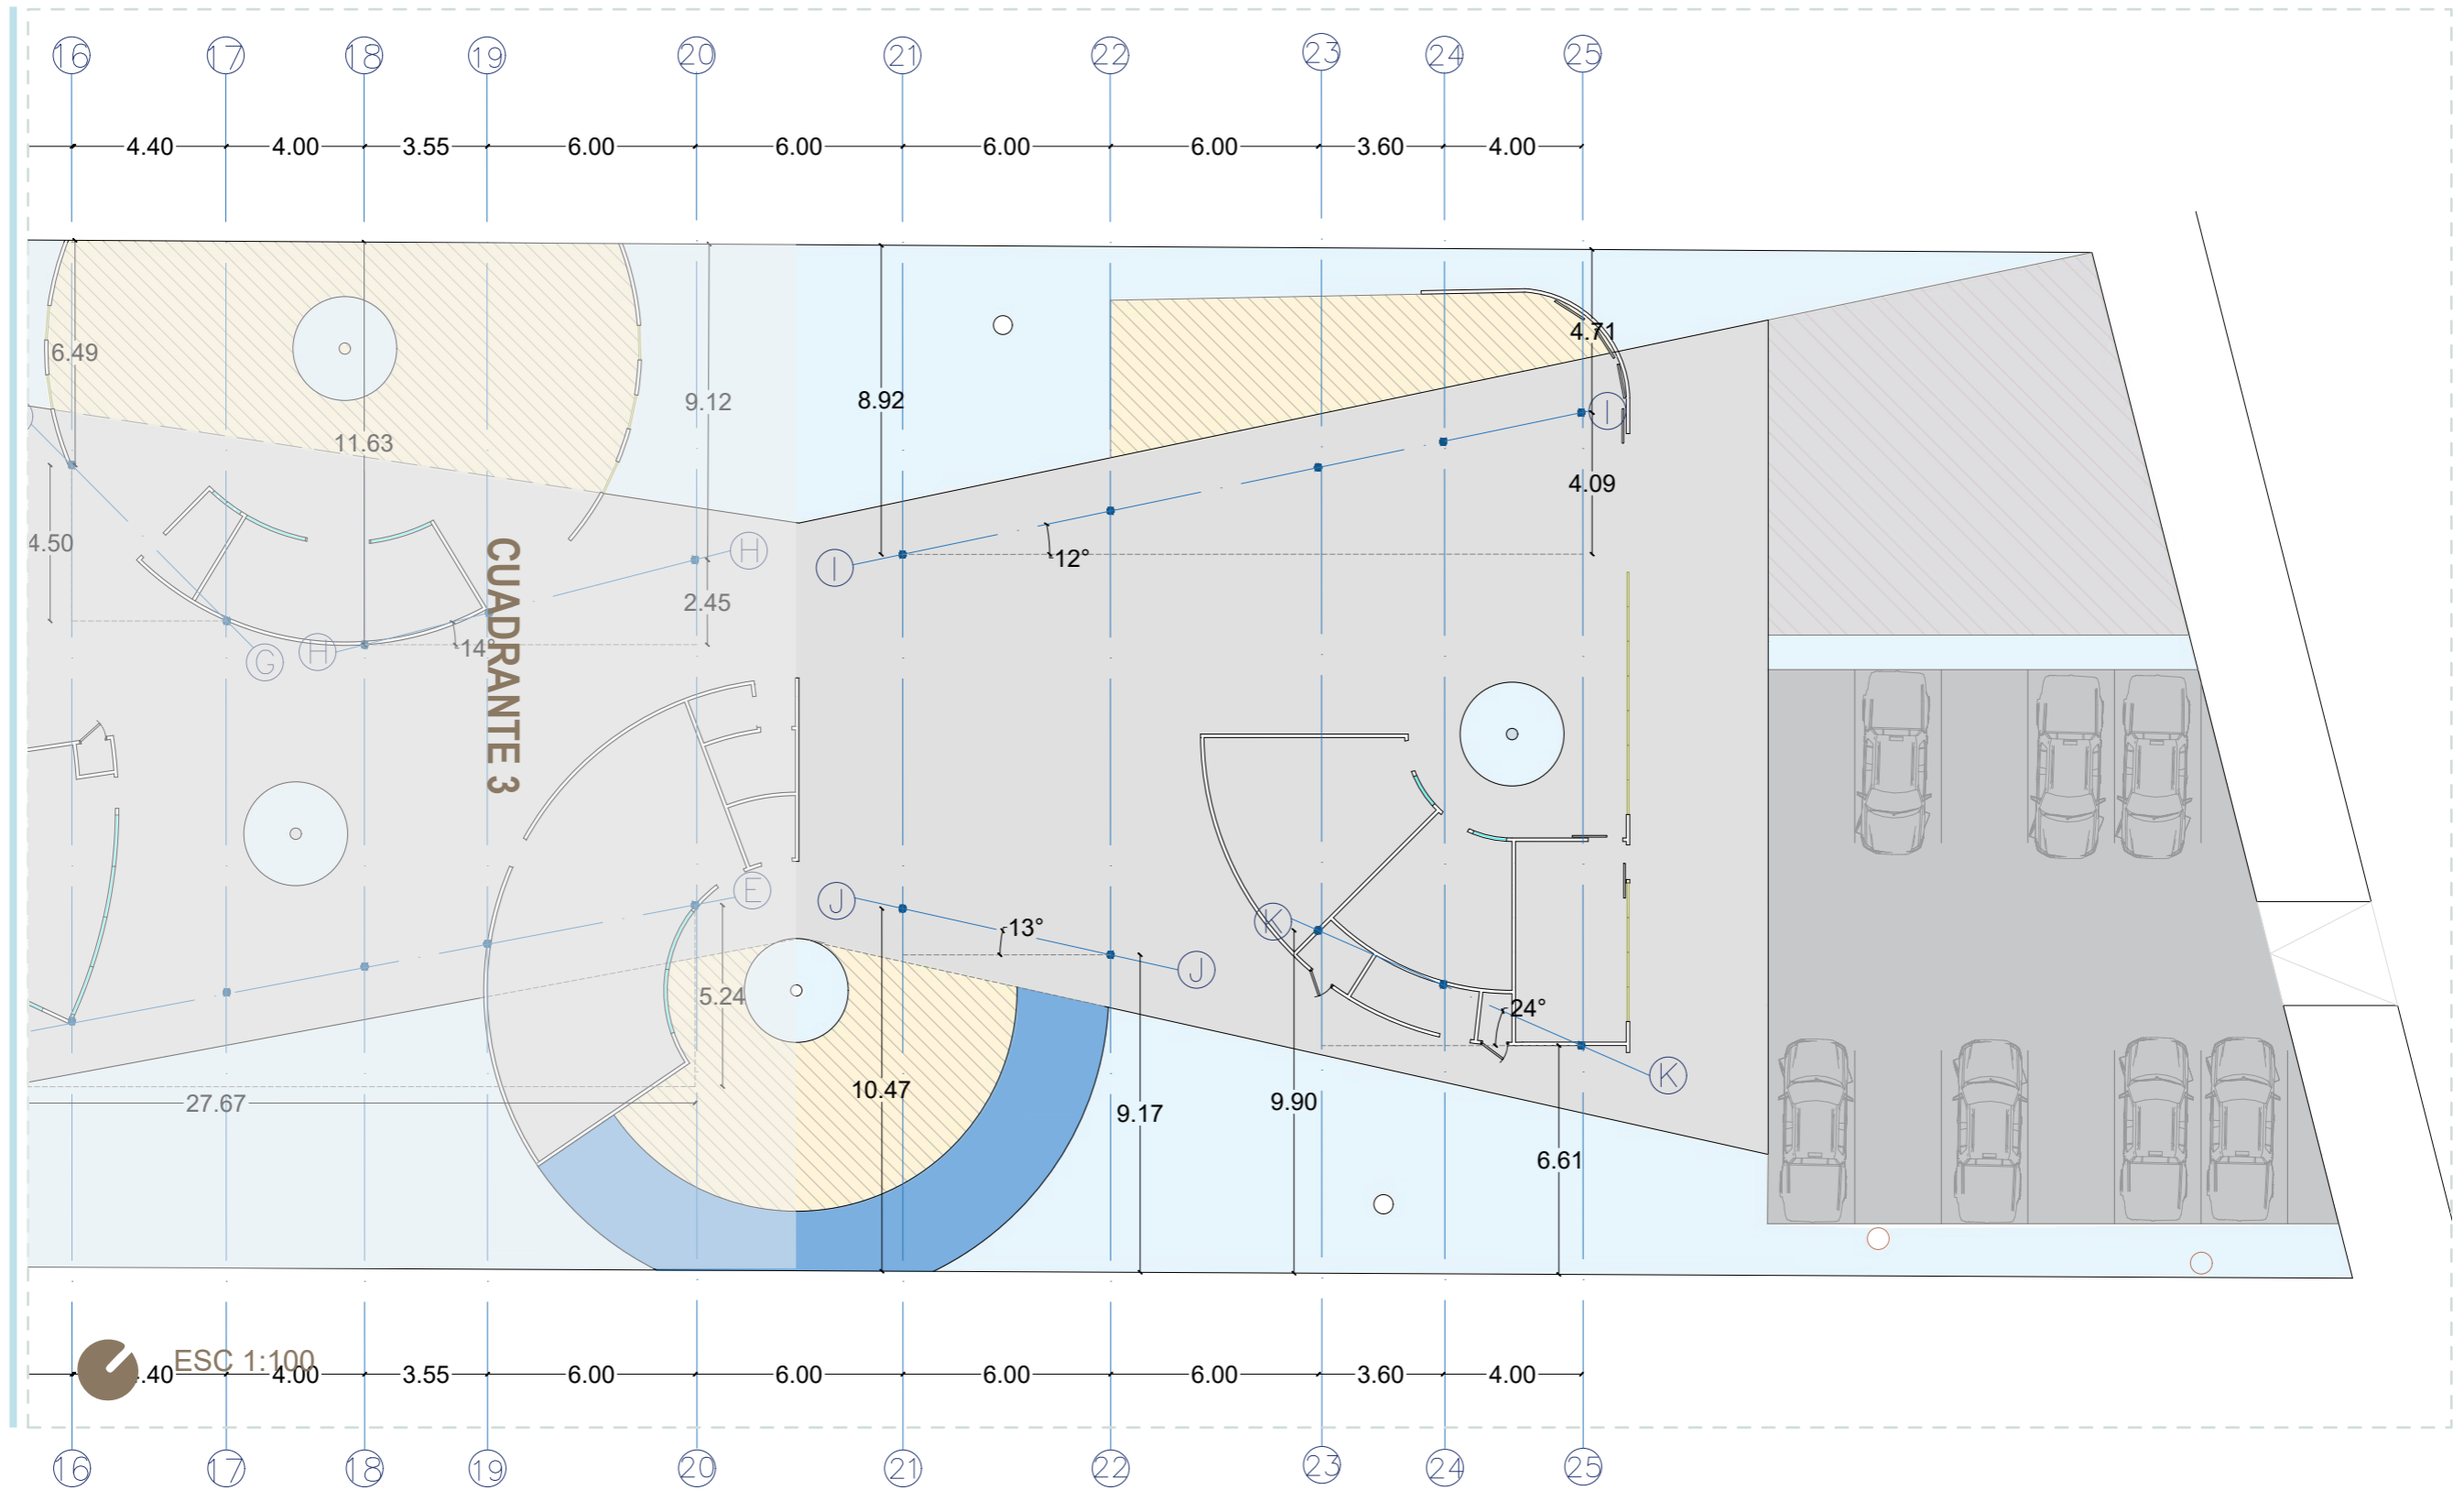 16 17 18 19 20 21 22 23 24 25
4.40 4.00 3.55 6.00 6.00 6.00 6.00 3.60 4.00
4.71
6.49
9.12
8.92
I
11.63
4.09
4.50
H
12°
I
2.45
14°
H
G
CUADRANTE 3
E
J
13°
K
J
5.24
24°
K
10.47
9.90
27.67
9.17
6.61
ESC 1:100
.40 4.00 3.55 6.00 6.00 6.00 6.00 3.60 4.00
16 17 18 19 20 21 22 23 24 25